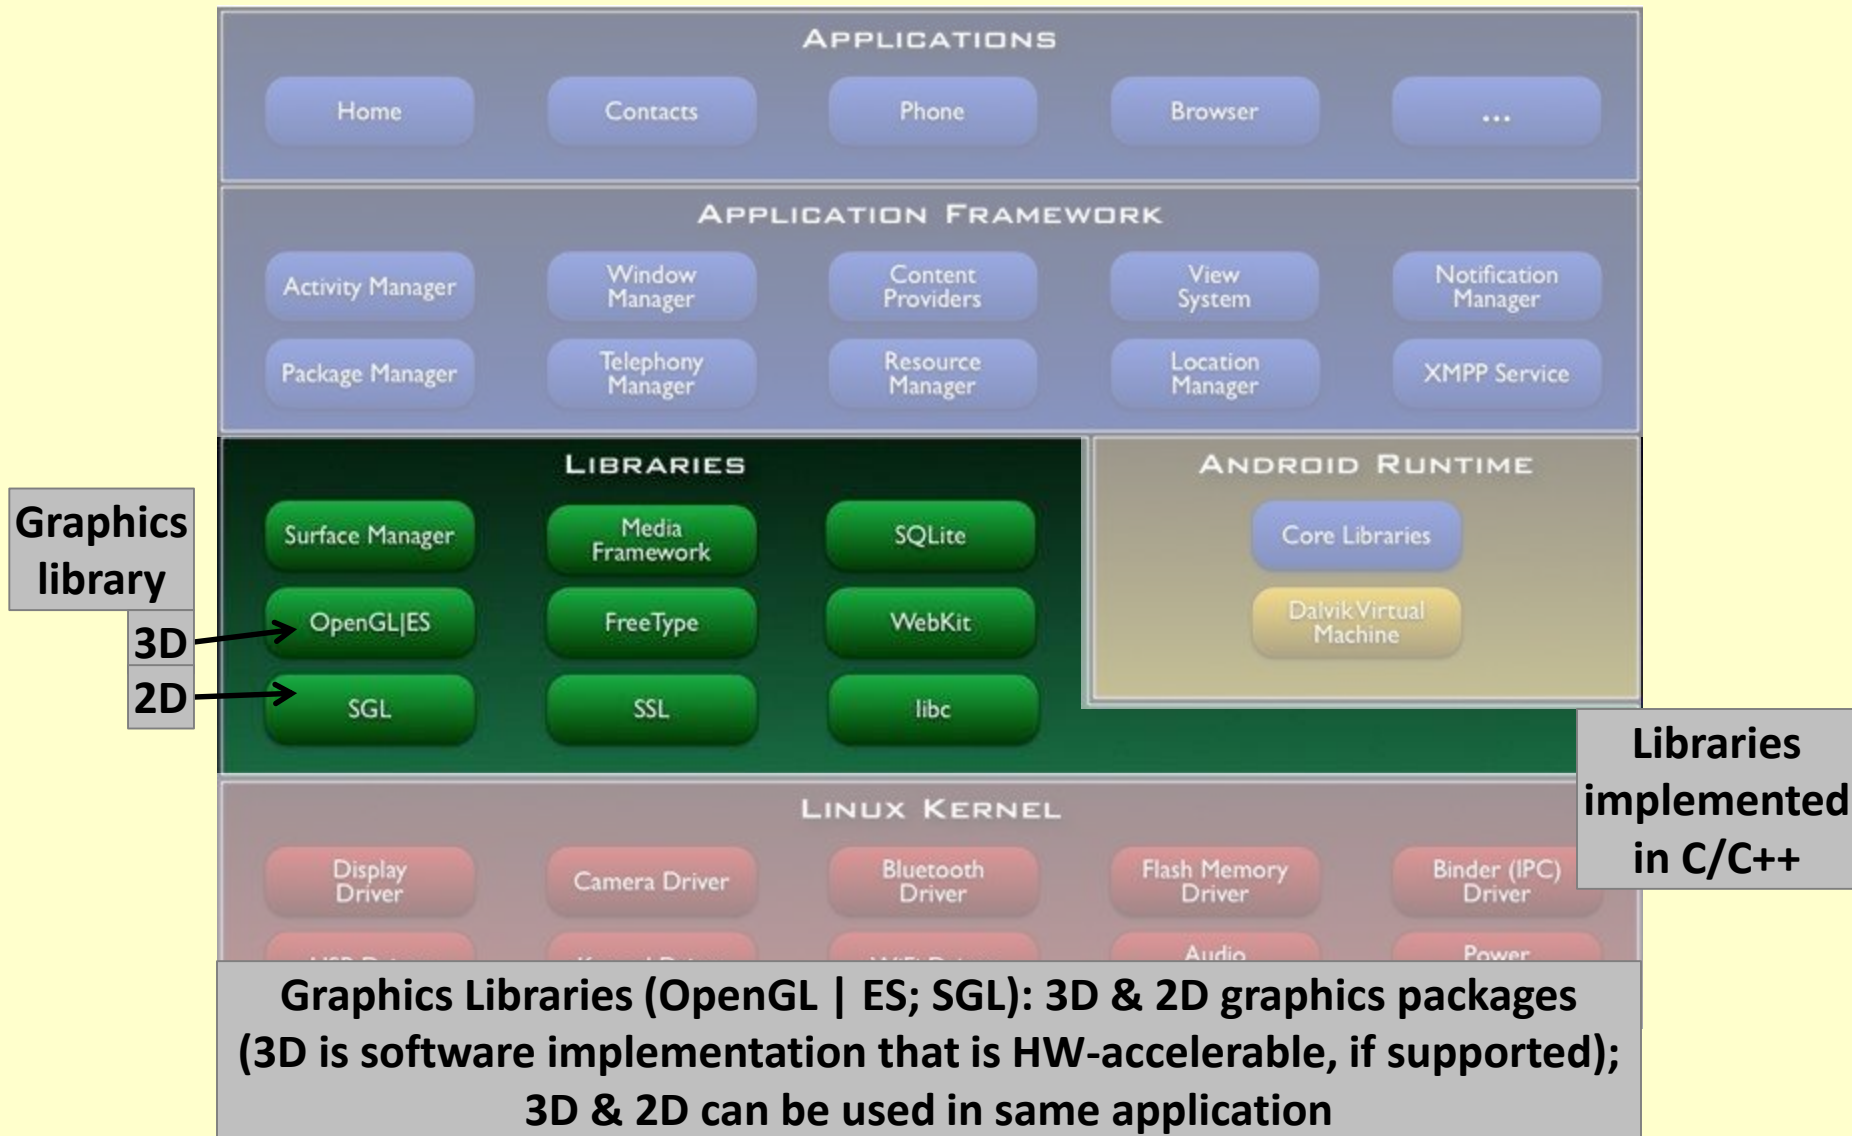 APPLICATIONS
Home
Contacts
Phone
Browser
...
APPLICATION FRAMEWORK
Activity Manager
Window
Manager
Content
Providers
View
System
Notification
Manager
Package Manager
Telephony
Manager
Resource
Manager
Location
Manager
XMPP Service
LIBRARIES
Surface Manager
Media
Framework
SQLite
OpenGL|ES
FreeType
WebKit
SGL
SSL
libc
ANDROID RUNTIME
Core Libraries
Dalvik Virtual
Machine
Graphics
library
3D
2D
Libraries
implemented
in C/C++
LINUX KERNEL
Display
Driver
Camera Driver
Bluetooth
Driver
Flash Memory
Driver
Binder (IPC)
Driver
Audio
Power
Graphics Libraries (OpenGL | ES; SGL): 3D & 2D graphics packages
(3D is software implementation that is HW-accelerable, if supported);
3D & 2D can be used in same application